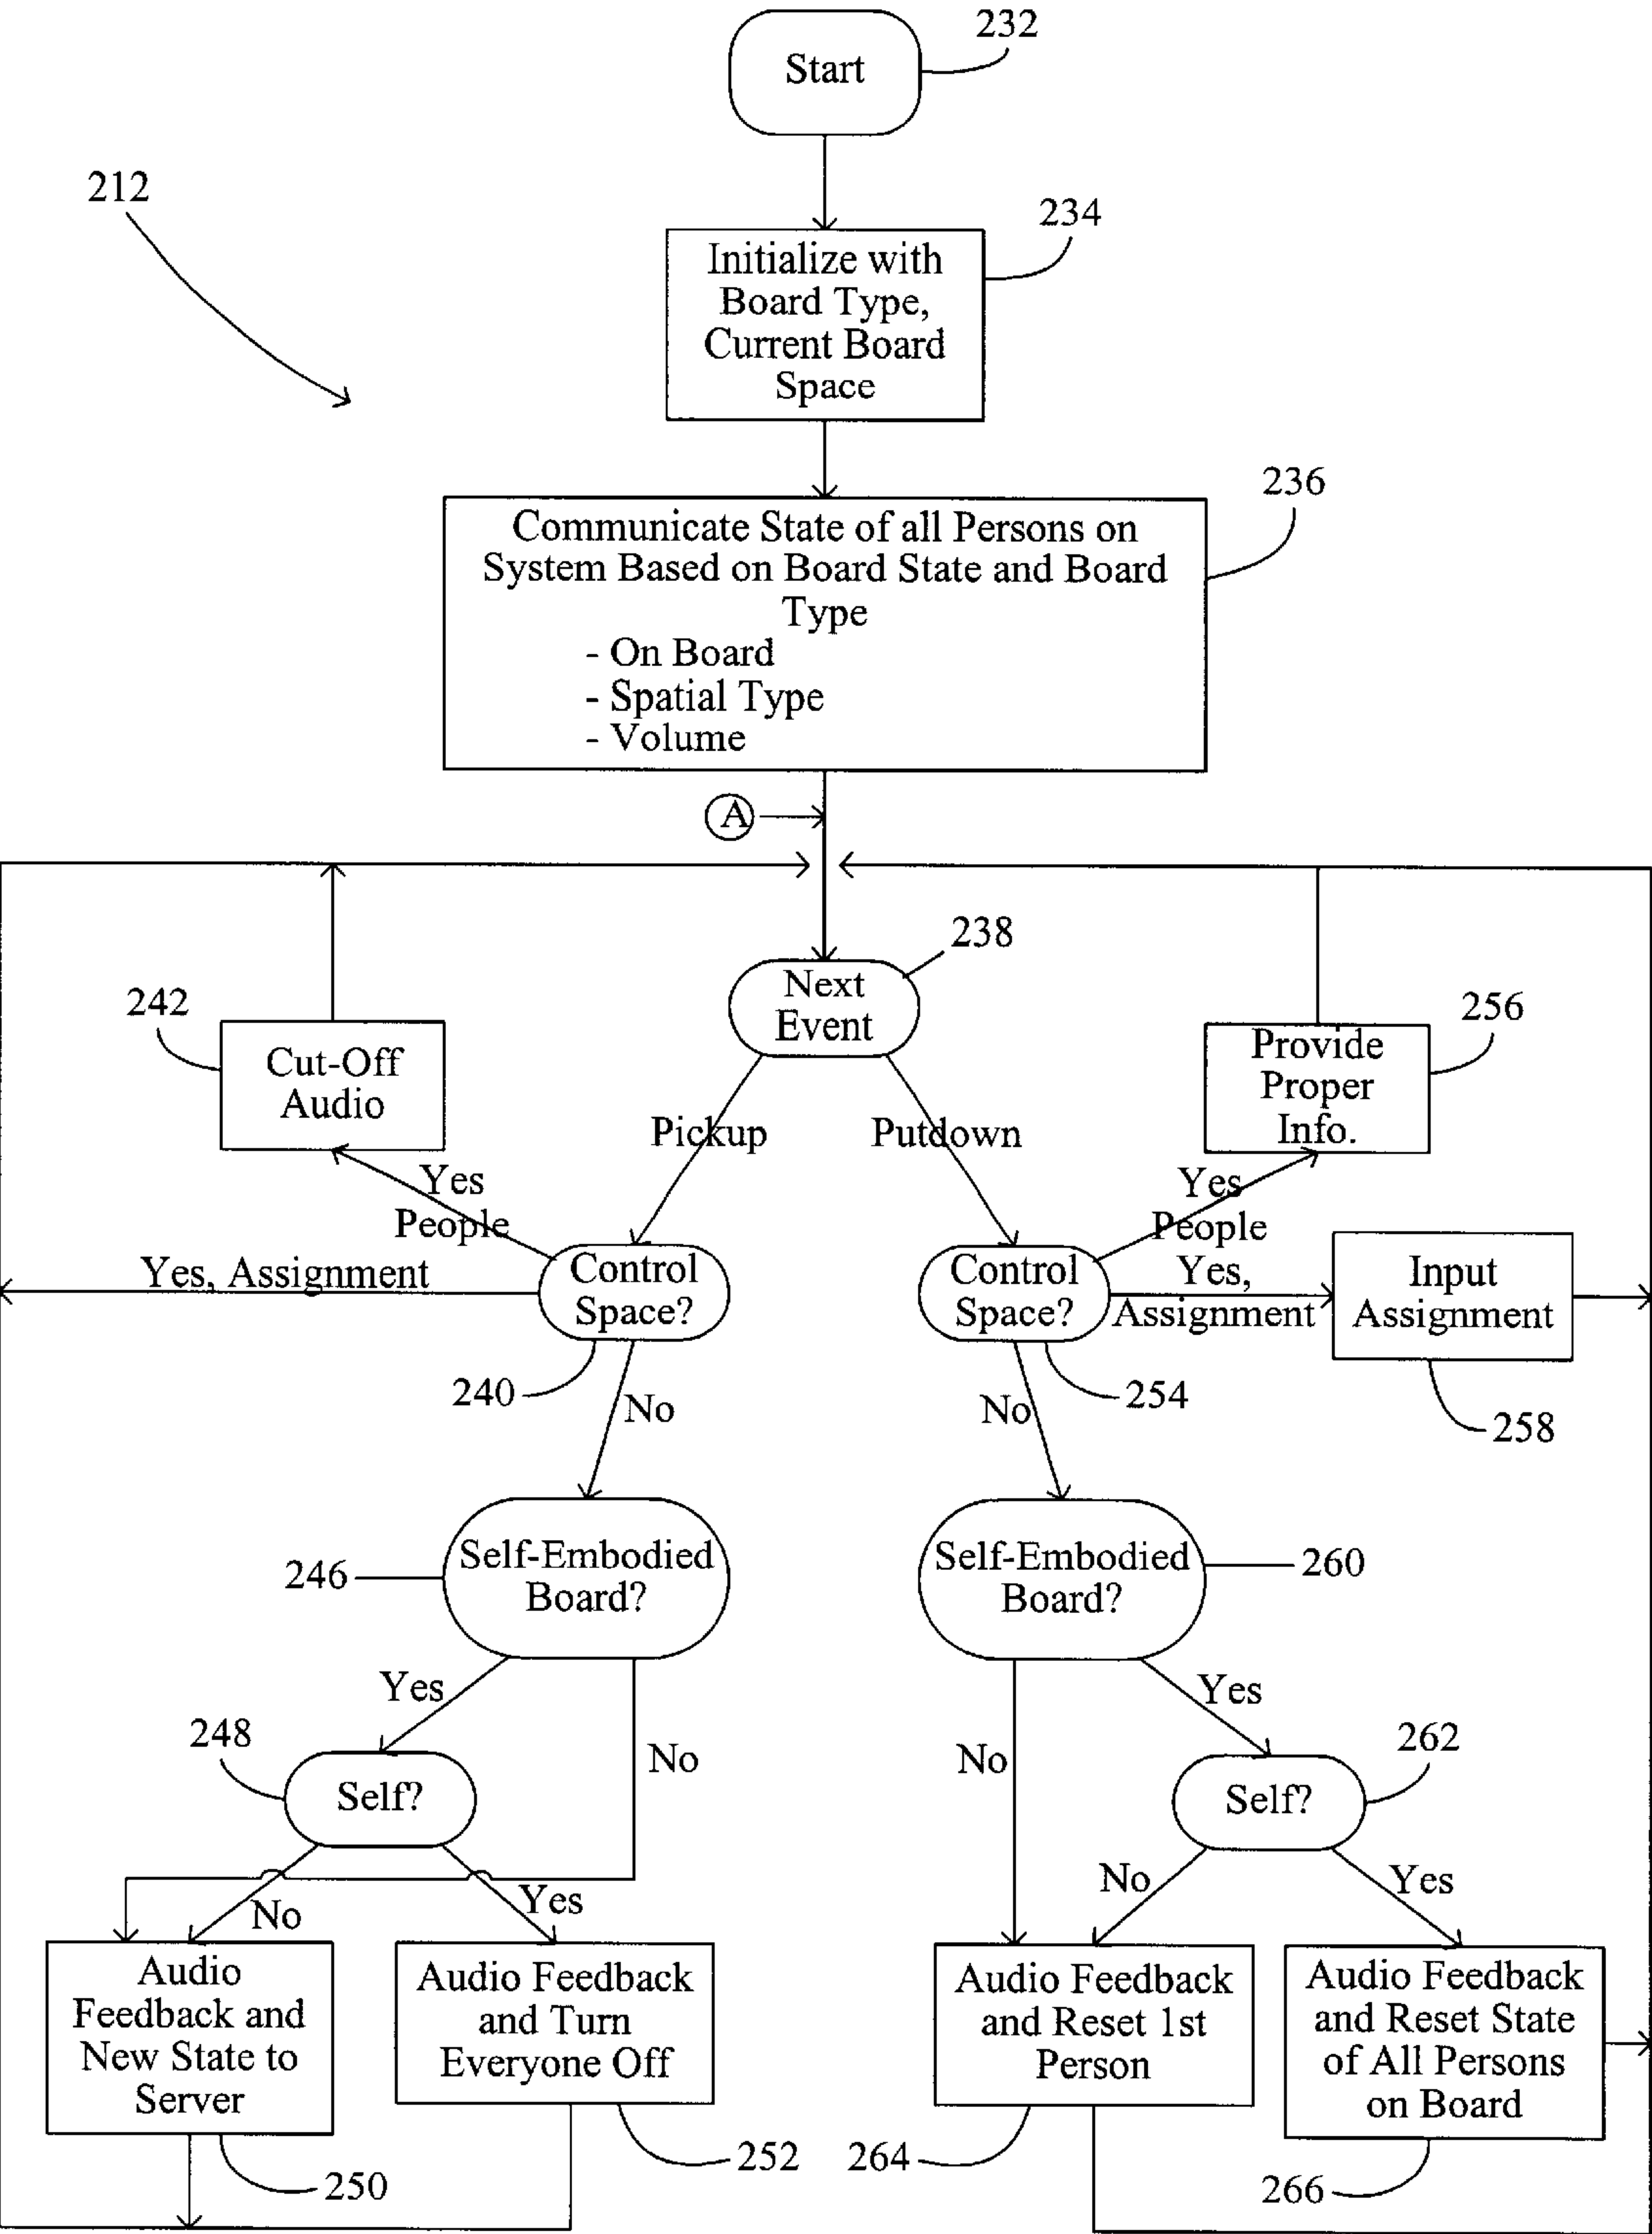 232
Start
212
234
Initialize with
Board Type,
Current Board
Space
236
Communicate State of all Persons on
System Based on Board State and Board
Type
- On Board
- Spatial Type
- Volume
A
238
Next
Event
242
Cut-Off
Audio
256
Provide
Proper
Info.
Pickup
Putdown
Yes
People
Yes
People
Yes, Assignment
Control
Space?
Control
Space?
Yes,
Assignment
Input
Assignment
240
No
No
254
258
246
Self-Embodied
Board?
Self-Embodied
Board?
260
Yes
No
No
Yes
248
Self?
262
Self?
No
Yes
No
Yes
Audio
Feedback and
New State to
Server
Audio Feedback
and Turn
Everyone Off
Audio Feedback
and Reset 1st
Person
Audio Feedback
and Reset State
of All Persons
on Board
250
252
264
266